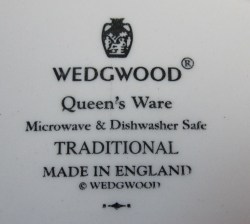 WEDGWOOD®
Queen's Ware
Microwave & Dishwasher Safe
TRADITIONAL
MADE IN ENGLAND
© WEDGWOOD